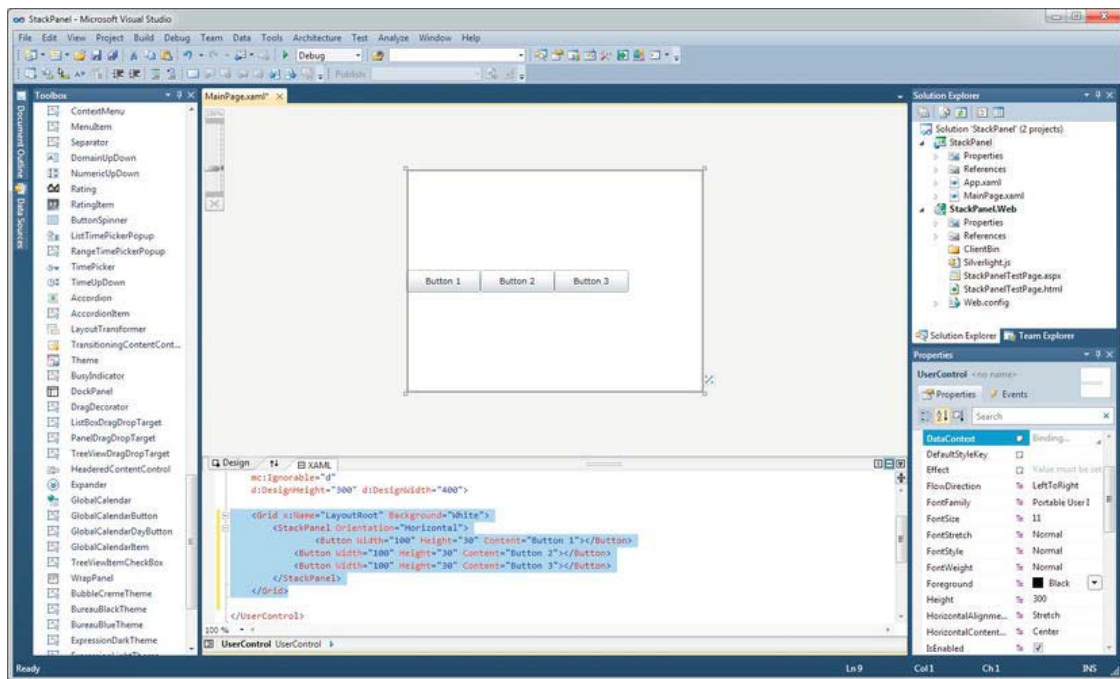 StackPanel - Microsoft Visual Studio
File Edit View Project Build Debug Team Data Tools Architecture Test Analyze Window Help
Debug
Publish
Document Outline
Data Sources
Toolbox
ContextMenu
MenuItem
Separator
DomainUpDown
NumericUpDown
Rating
RatingItem
ButtonSpinner
ListTimePickerPopup
RangeTimePickerPopup
TimePicker
TimeUpDown
Accordion
AccordionItem
LayoutTransformer
TransitioningContentCont...
Theme
BusyIndicator
DockPanel
DragDecorator
ListBoxDragDropTarget
PanelDragDropTarget
TreeViewDragDropTarget
HeaderedContentControl
Expander
GlobalCalendar
GlobalCalendarButton
GlobalCalendarDayButton
GlobalCalendarItem
TreeViewItemCheckBox
WrapPanel
BubbleCremeTheme
BureauBlackTheme
BureauBlueTheme
ExpressionDarkTheme
ExpressionLightTheme
MainPage.xaml*
Button 1 Button 2 Button 3
Design XAML
mc:Ignorable="d"
d:DesignHeight="300" d:DesignWidth="400">
<Grid x:Name="LayoutRoot" Background="White">
<StackPanel Orientation="Horizontal">
<Button Width="100" Height="30" Content="Button 1"></Button>
<Button Width="100" Height="30" Content="Button 2"></Button>
<Button Width="100" Height="30" Content="Button 3"></Button>
</StackPanel>
</Grid>
</UserControl>
100 %
UserControl UserControl
Solution Explorer
Solution 'StackPanel' (2 projects)
StackPanel
Properties
References
App.xaml
MainPage.xaml
StackPanel.Web
Properties
References
ClientBin
Silverlight.js
StackPanelTestPage.aspx
StackPanelTestPage.html
Web.config
Solution Explorer Team Explorer
Properties
UserControl <no name>
Properties Events
Search
DataContext Binding...
DefaultStyleKey
Effect Value must be set
FlowDirection LeftToRight
FontFamily Portable User I
FontSize 11
FontStretch Normal
FontStyle Normal
FontWeight Normal
Foreground Black
Height 300
HorizontalAlignme... Stretch
HorizontalContent... Center
IsEnabled
Ready Ln 9 Col 1 Ch 1 INS